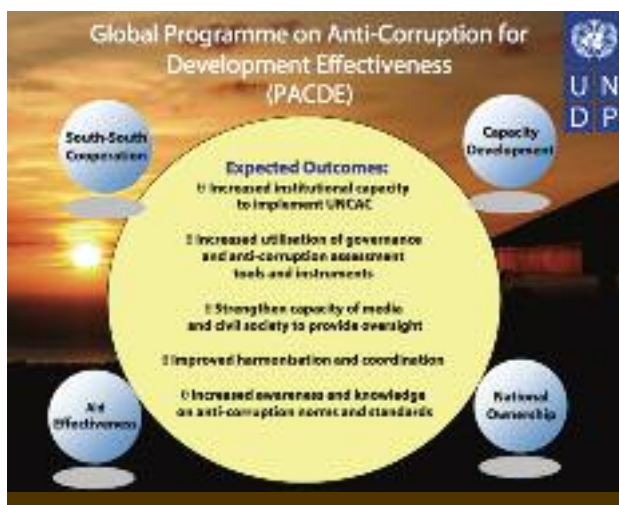 Global Programme on Anti-Corruption for
Development Effectiveness
(PACDE)
U N
D P
South-South
Cooperation
Capacity
Development
Expected Outcomes:
Increased institutional capacity
to implement UNCAC
Increased utilisation of governance
and anti-corruption assessment
tools and instruments
Strengthen capacity of media
and civil society to provide oversight
Improved harmonisation and coordination
Increased awareness and knowledge
on anti-corruption norms and standards
Aid
Effectiveness
National
Ownership